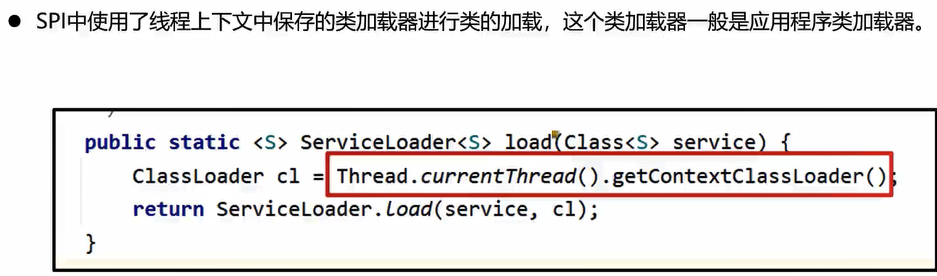 ● SPI中使用了线程上下文中保存的类加载器进行类的加载，这个类加载器一般是应用程序类加载器。
public static <S> ServiceLoader<S> load(Class<S> service) {
    ClassLoader cl = Thread.currentThread().getContextClassLoader();
    return ServiceLoader.load(service, cl);
}